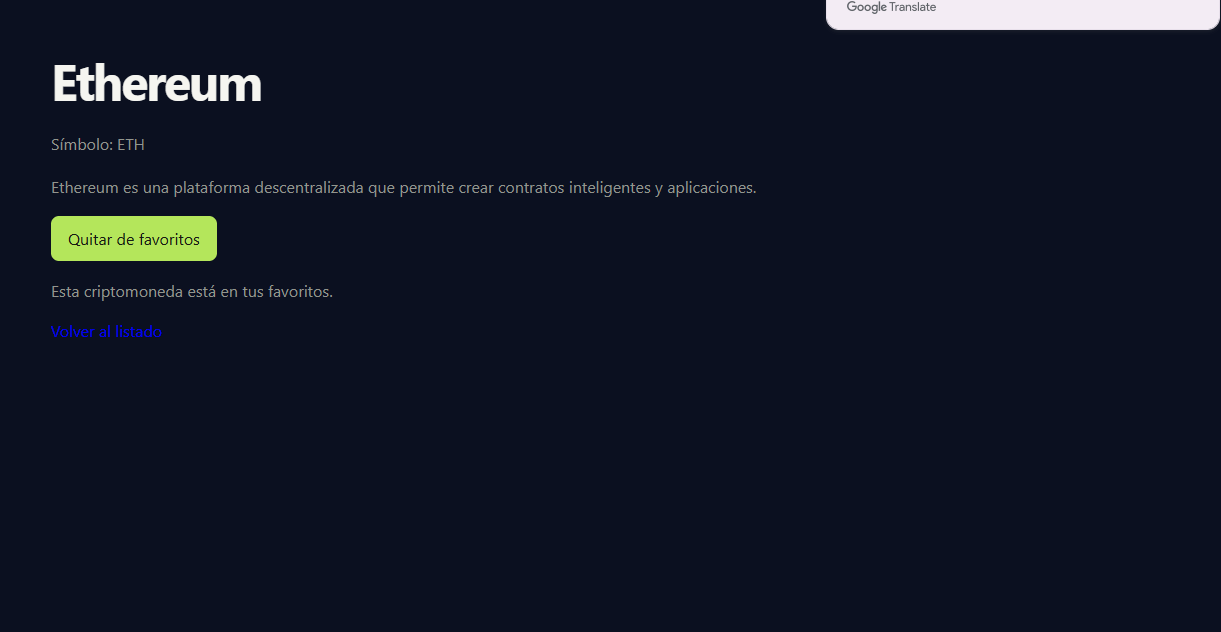 Google Translate
Ethereum
Símbolo: ETH
Ethereum es una plataforma descentralizada que permite crear contratos inteligentes y aplicaciones.
Quitar de favoritos
Esta criptomoneda está en tus favoritos.
Volver al listado